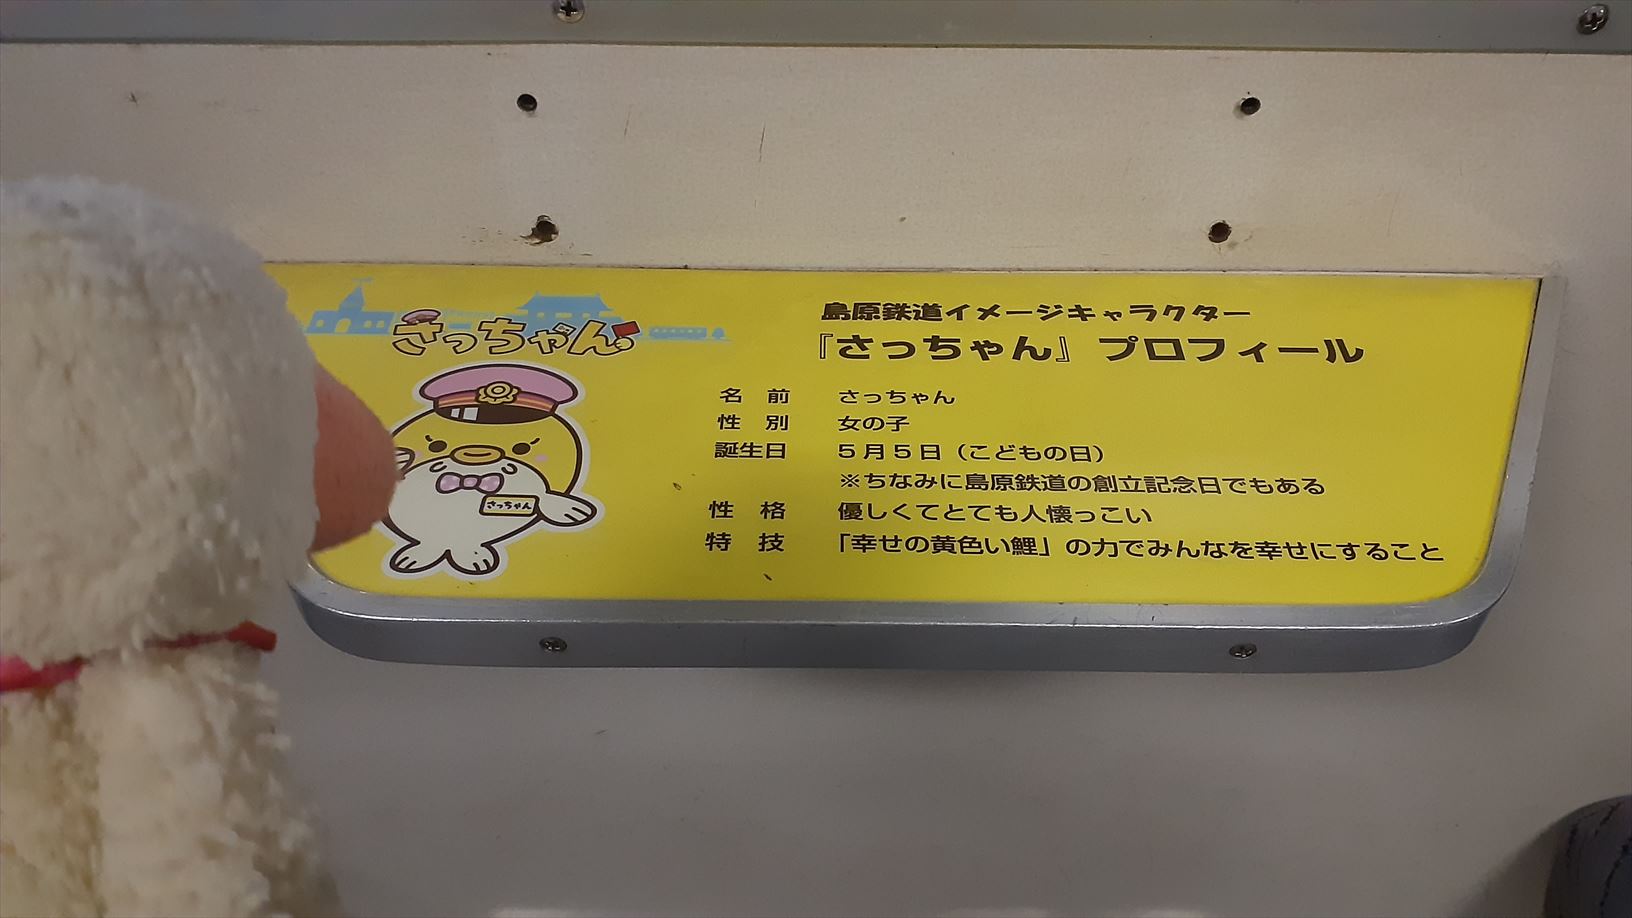 さっちゃん
島原鉄道イメージキャラクター
『さっちゃん』 プロフィール
名 前 さっちゃん
性 別 女の子
誕生日 5月5日（こどもの日）
※ちなみに島原鉄道の創立記念日でもある
性 格 優しくてとても人懐っこい
特 技 「幸せの黄色い鯉」の力でみんなを幸せにすること
さっちゃん